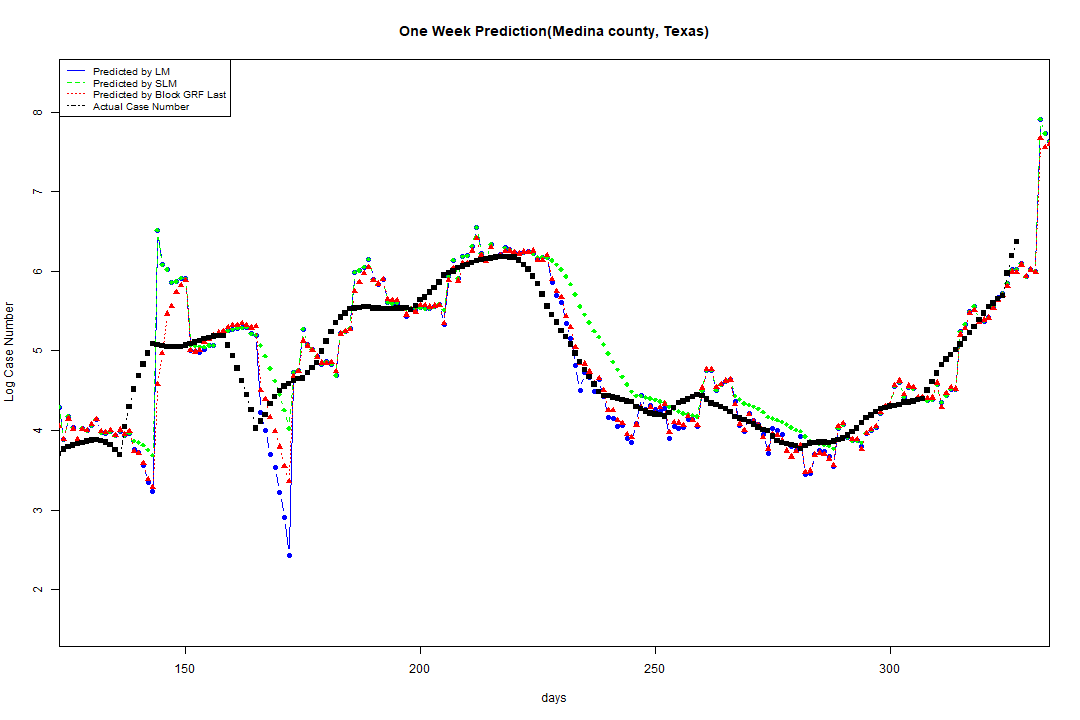 One Week Prediction(Medina county, Texas)
Predicted by LM
Predicted by SLM
Predicted by Block GRF Last
Actual Case Number
8
7
6
5
4
3
2
Log Case Number
150 200 250 300
days